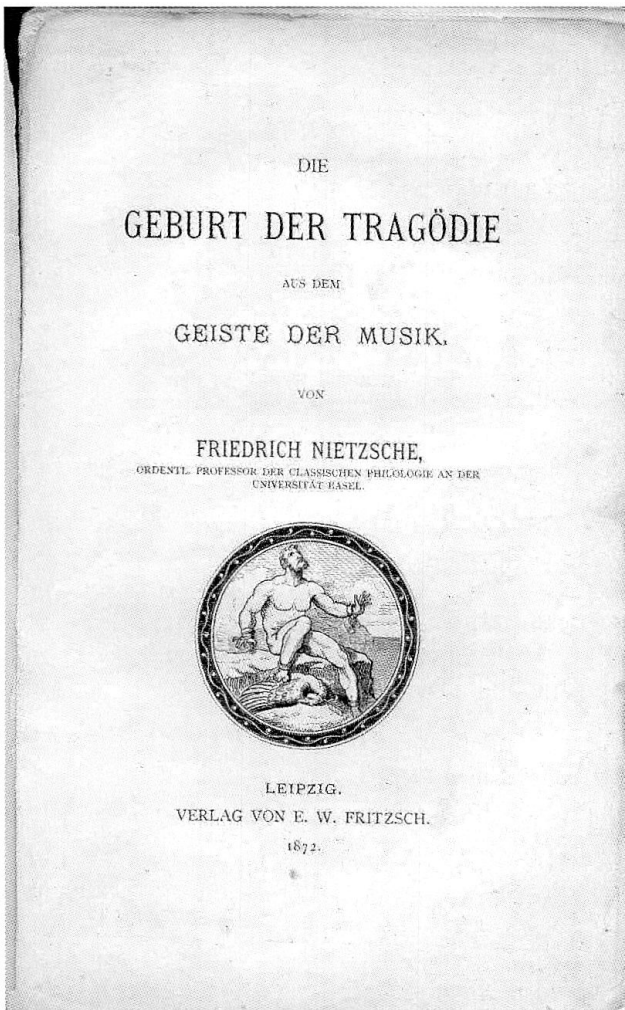 DIE
GEBURT DER TRAGÖDIE
AUS DEM
GEISTE DER MUSIK.
VON
FRIEDRICH NIETZSCHE,
ORDENTL. PROFESSOR DER CLASSISCHEN PHILOLOGIE AN DER
UNIVERSITÄT BASEL.
LEIPZIG.
VERLAG VON E. W. FRITZSCH.
1872.